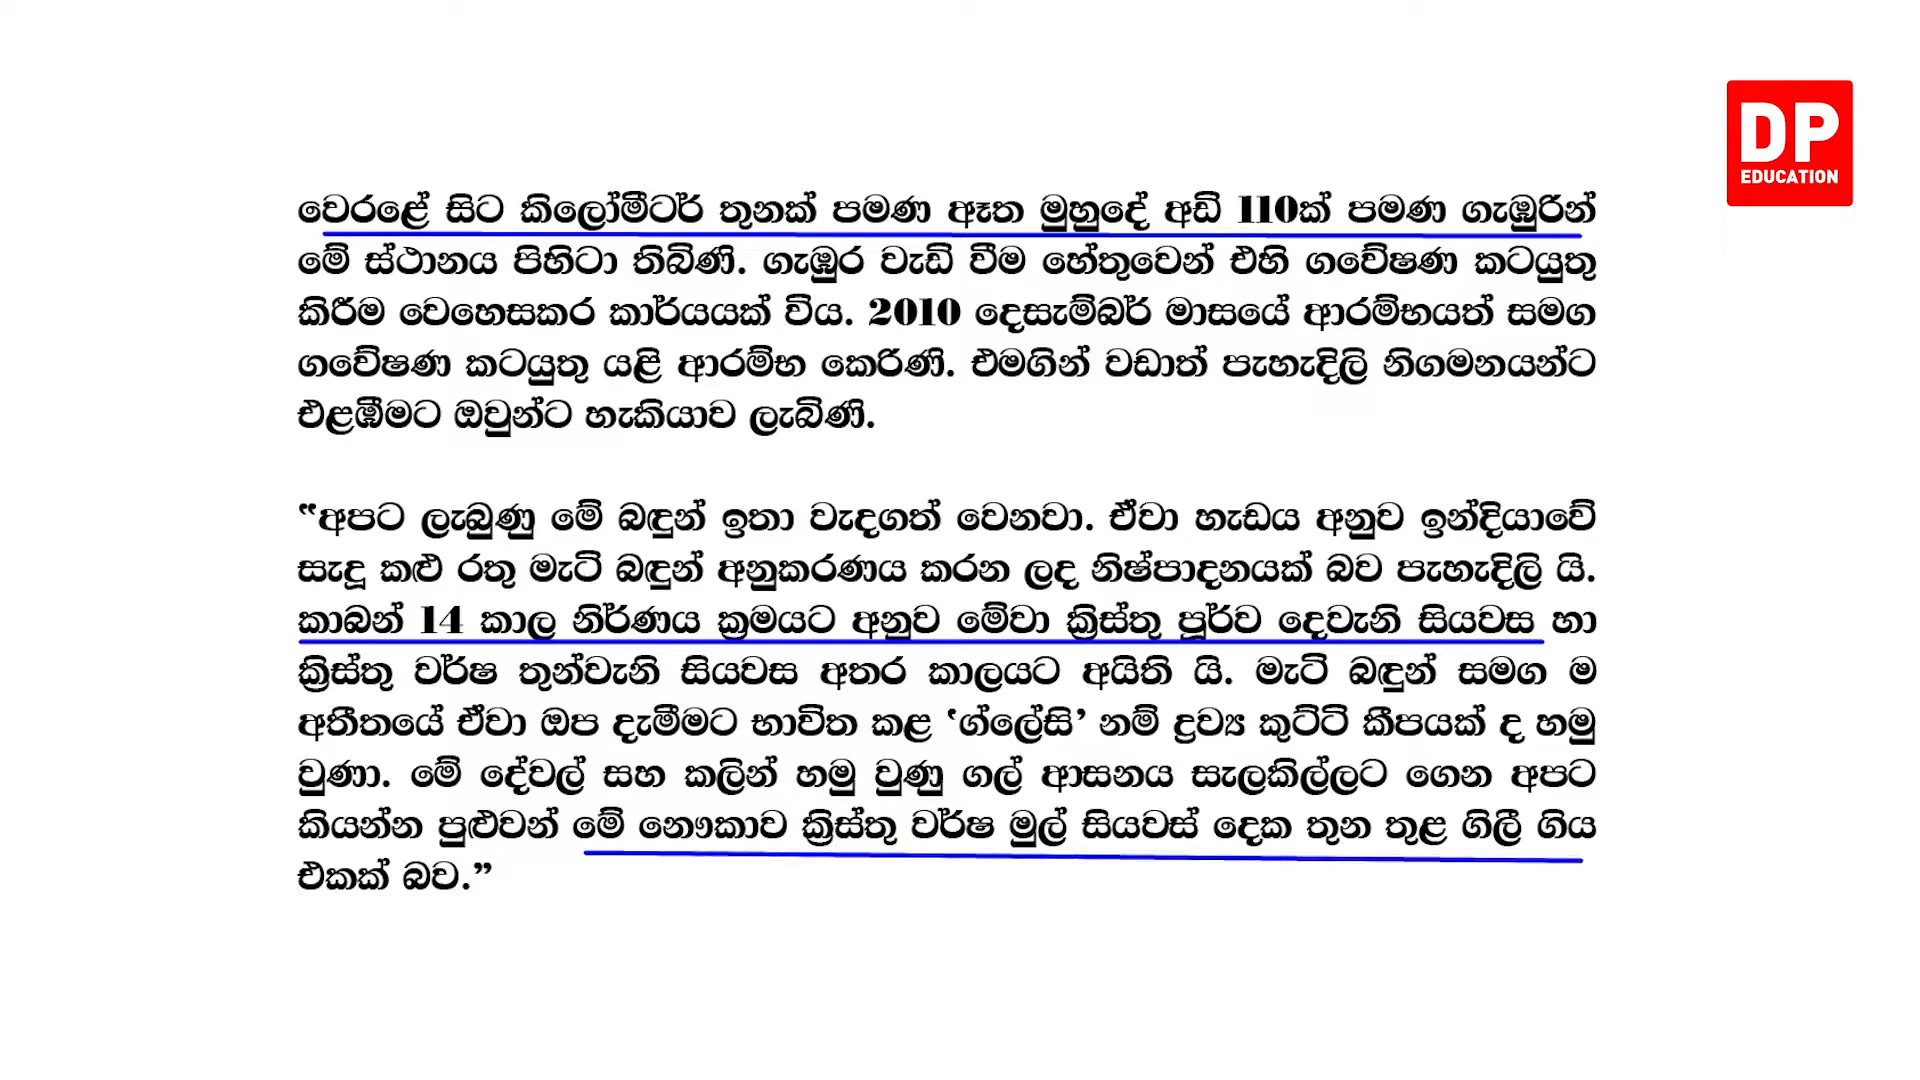 DP
EDUCATION
වෙරළේ සිට කිලෝමීටර් තුනක් පමණ ඈත මුහුදේ අඩි 110ක් පමණ ගැඹුරින්
මේ ස්ථානය පිහිටා තිබිණි. ගැඹුර වැඩි වීම හේතුවෙන් එහි ගවේෂණ කටයුතු
කිරීම වෙහෙසකර කාර්යයක් විය. 2010 දෙසැම්බර් මාසයේ ආරම්භයත් සමග
ගවේෂණ කටයුතු යළි ආරම්භ කෙරිණි. එමගින් වඩාත් පැහැදිලි නිගමනයන්ට
එළඹීමට ඔවුන්ට හැකියාව ලැබිණි.
“අපට ලැබුණු මේ බඳුන් ඉතා වැදගත් වෙනවා. ඒවා හැඩය අනුව ඉන්දියාවේ
සැදූ කළු රතු මැටි බඳුන් අනුකරණය කරන ලද නිෂ්පාදනයක් බව පැහැදිලි යි.
කාබන් 14 කාල නිර්ණය ක්‍රමයට අනුව මේවා ක්‍රිස්තු පූර්ව දෙවැනි සියවස හා
ක්‍රිස්තු වර්ෂ තුන්වැනි සියවස අතර කාලයට අයිති යි. මැටි බඳුන් සමග ම
අතීතයේ ඒවා ඔප දැමීමට භාවිත කළ ‘ග්ලේසි’ නම් ද්‍රව්‍ය කුට්ටි කීපයක් ද හමු
වුණා. මේ දේවල් සහ කලින් හමු වුණු ගල් ආසනය සැලකිල්ලට ගෙන අපට
කියන්න පුළුවන් මේ නෞකාව ක්‍රිස්තු වර්ෂ මුල් සියවස් දෙක තුන තුළ ගිලී ගිය
එකක් බව.”